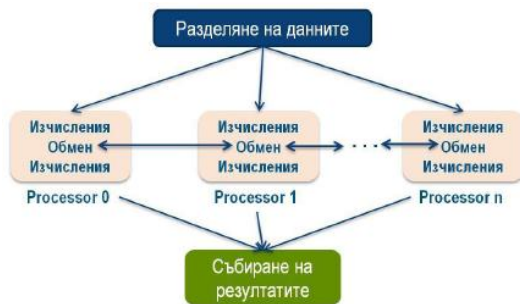 Разделяне на данните
Изчисления
Обмен
Изчисления
Processor 0
Изчисления
Обмен
Изчисления
Processor 1
...
Изчисления
Обмен
Изчисления
Processor n
Събиране на
резултатите